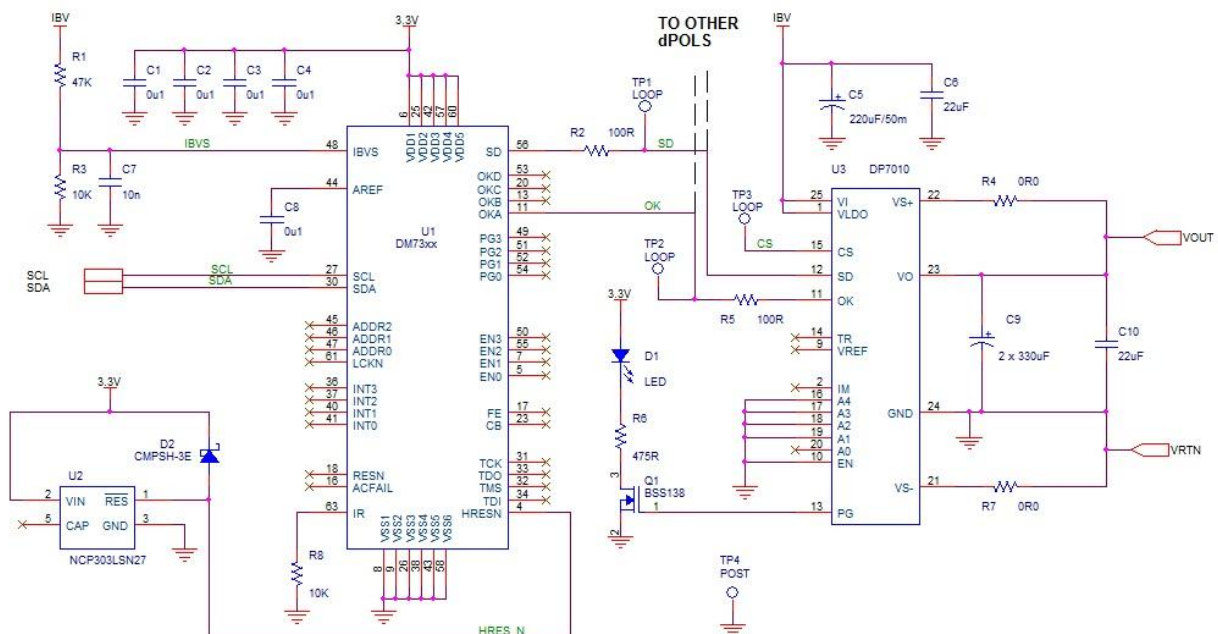 IBV
3.3V
TO OTHER
dPOLS
IBV
R1
47K
C1
0u1
C2
0u1
C3
0u1
C4
0u1
TP1
LOOP
C5
220uF/50m
C6
22uF
6
25
42
57
60
VDD1
VDD2
VDD3
VDD4
VDD5
R2 100R
SD
IBVS
48
IBVS
SD
56
R3
10K
C7
10n
44
AREF
OKD
53
OKC
20
OKB
13
OKA
11
OK
C8
0u1
U1
DM73xx
PG3
49
PG2
51
PG1
52
PG0
54
SCL
SDA
SCL
SDA
27
SCL
30
SDA
45
ADDR2
46
ADDR1
47
ADDR0
61
LCKN
EN3
50
EN2
55
EN1
7
EN0
5
36
INT3
37
INT2
40
INT1
41
INT0
FE
17
CB
23
18
RESN
16
ACFAIL
TCK
31
TDO
33
TMS
32
TDI
34
63
IR
HRESN
4
VSS1
VSS2
VSS3
VSS4
VSS5
VSS6
8
9
26
38
43
58
R8
10K
HRES_N
3.3V
D2
CMPSH-3E
U2
2
VIN
RES
1
5
CAP
GND
3
NCP303LSN27
TP3
LOOP
CS
TP2
LOOP
R5
100R
3.3V
D1
LED
R6
475R
3
Q1
BSS138
1
2
TP4
POST
U3 DP7010
25
VI
1
VLDO
15
CS
12
SD
11
OK
14
TR
9
VREF
2
IM
16
A4
17
A3
18
A2
19
A1
20
A0
10
EN
13
PG
VS+
22
VO
23
GND
24
VS-
21
R4 0R0
VOUT
C9
2 x 330uF
C10
22uF
VRTN
R7 0R0